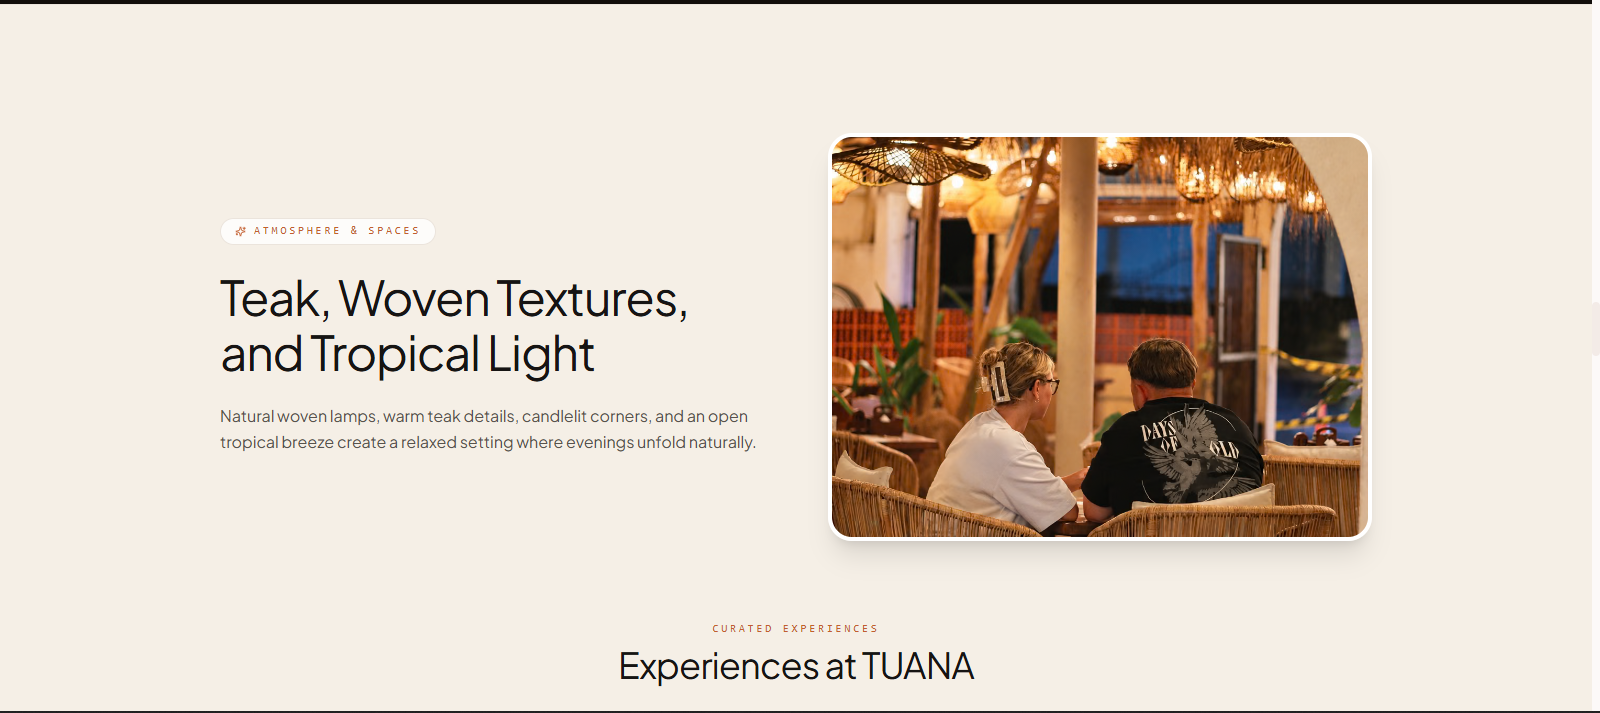 ATMOSPHERE & SPACES
Teak, Woven Textures,
and Tropical Light
Natural woven lamps, warm teak details, candlelit corners, and an open
tropical breeze create a relaxed setting where evenings unfold naturally.
DAYS
OF OLD
CURATED EXPERIENCES
Experiences at TUANA